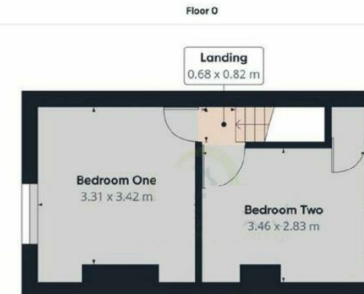 Floor 0
Landing
0.68 x 0.82 m
Bedroom One
3.31 x 3.42 m
Bedroom Two
3.46 x 2.83 m